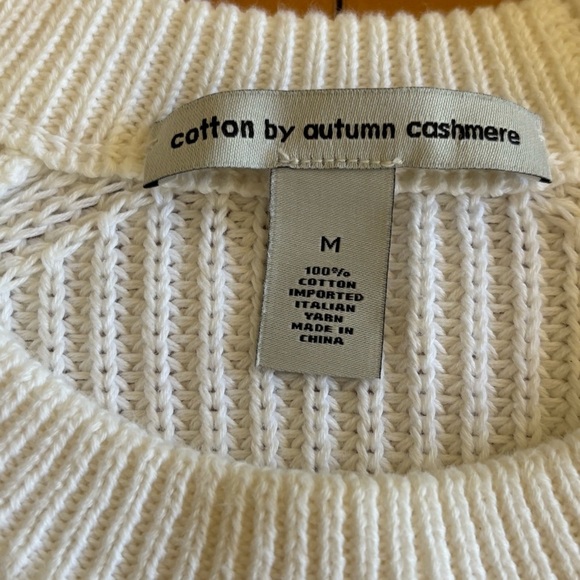 cotton by autumn cashmere
M
100%
COTTON
IMPORTED
ITALIAN
YARN
MADE IN
CHINA